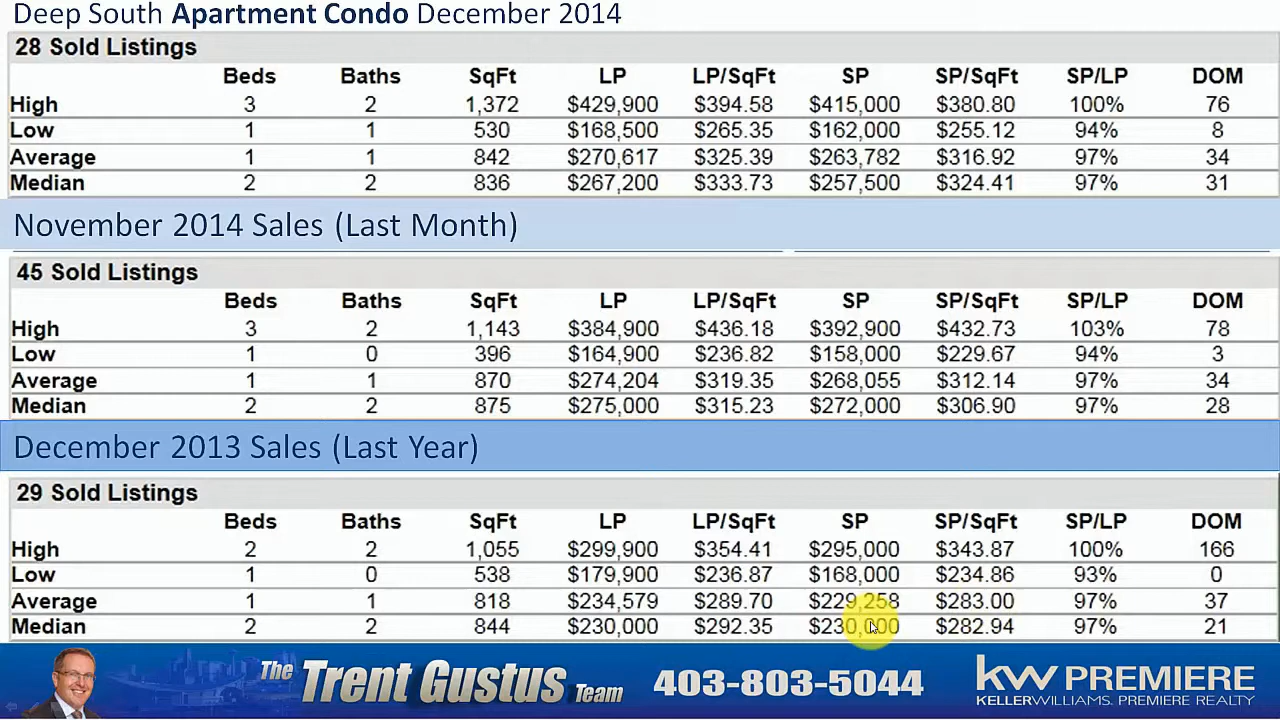 Deep South Apartment Condo December 2014
28 Sold Listings
Beds Baths SqFt LP LP/SqFt SP SP/SqFt SP/LP DOM
High 3 2 1,372 $429,900 $394.58 $415,000 $380.80 100% 76
Low 1 1 530 $168,500 $265.35 $162,000 $255.12 94% 8
Average 1 1 842 $270,617 $325.39 $263,782 $316.92 97% 34
Median 2 2 836 $267,200 $333.73 $257,500 $324.41 97% 31
November 2014 Sales (Last Month)
45 Sold Listings
Beds Baths SqFt LP LP/SqFt SP SP/SqFt SP/LP DOM
High 3 2 1,143 $384,900 $436.18 $392,900 $432.73 103% 78
Low 1 0 396 $164,900 $236.82 $158,000 $229.67 94% 3
Average 1 1 870 $274,204 $319.35 $268,055 $312.14 97% 34
Median 2 2 875 $275,000 $315.23 $272,000 $306.90 97% 28
December 2013 Sales (Last Year)
29 Sold Listings
Beds Baths SqFt LP LP/SqFt SP SP/SqFt SP/LP DOM
High 2 2 1,055 $299,900 $354.41 $295,000 $343.87 100% 166
Low 1 0 538 $179,900 $236.87 $168,000 $234.86 93% 0
Average 1 1 818 $234,579 $289.70 $229,258 $283.00 97% 37
Median 2 2 844 $230,000 $292.35 $230,000 $282.94 97% 21
The Trent Gustus Team 403-803-5044 kw PREMIERE
KELLERWILLIAMS. PREMIERE REALTY